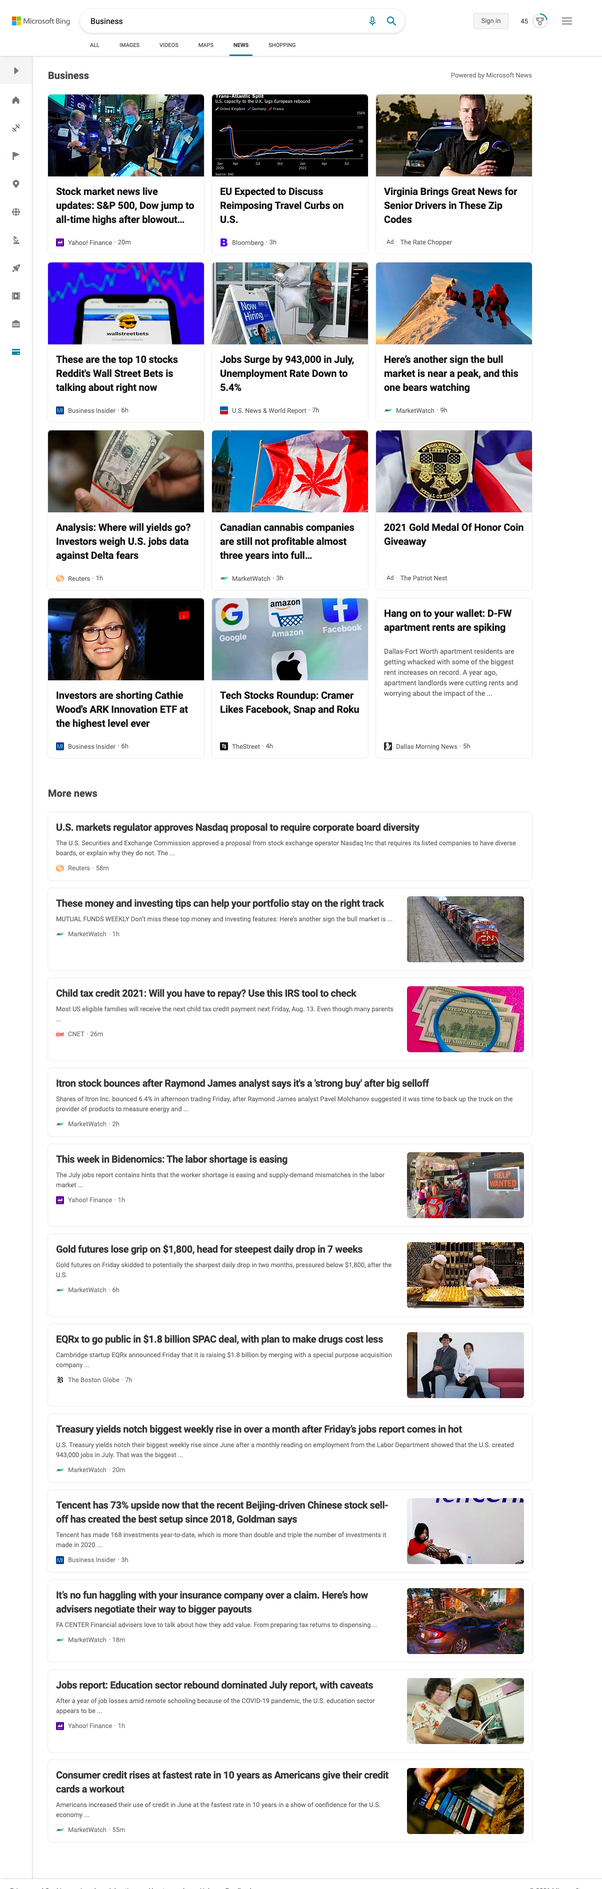 Microsoft Bing
Business
Sign in
45
ALL
IMAGES
VIDEOS
MAPS
NEWS
SHOPPING
Business
Powered by Microsoft News
Stock market news live
updates: S&P 500, Dow jump to
all-time highs after blowout...
Yahoo! Finance · 20m
Trans-Atlantic Split
U.S. capacity to the U.K. lags European rebound
United Kingdom Germany France
EU Expected to Discuss
Reimposing Travel Curbs on
U.S.
Bloomberg · 3h
Virginia Brings Great News for
Senior Drivers in These Zip
Codes
Ad The Rate Chopper
wallstreetbets
These are the top 10 stocks
Reddit's Wall Street Bets is
talking about right now
Business Insider · 6h
Now
Hiring
Jobs Surge by 943,000 in July,
Unemployment Rate Down to
5.4%
U.S. News & World Report · 7h
Here's another sign the bull
market is near a peak, and this
one bears watching
MarketWatch · 9h
Analysis: Where will yields go?
Investors weigh U.S. jobs data
against Delta fears
Reuters · 1h
Canadian cannabis companies
are still not profitable almost
three years into full...
MarketWatch · 3h
2021 Gold Medal Of Honor Coin
Giveaway
Ad The Patriot Nest
Investors are shorting Cathie
Wood's ARK Innovation ETF at
the highest level ever
Business Insider · 6h
Google
amazon
Amazon
Facebook
Tech Stocks Roundup: Cramer
Likes Facebook, Snap and Roku
TheStreet · 4h
Hang on to your wallet: D-FW
apartment rents are spiking
Dallas-Fort Worth apartment residents are
getting whacked with some of the biggest
rent increases on record. A year ago,
apartment landlords were cutting rents and
worrying about the impact of the ...
Dallas Morning News · 5h
More news
U.S. markets regulator approves Nasdaq proposal to require corporate board diversity
The U.S. Securities and Exchange Commission approved a proposal from stock exchange operator Nasdaq Inc that requires its listed companies to have diverse
boards, or explain why they do not. The ...
Reuters · 58m
These money and investing tips can help your portfolio stay on the right track
MUTUAL FUNDS WEEKLY Don't miss these top money and investing features: Here's another sign the bull market is ...
MarketWatch · 1h
Child tax credit 2021: Will you have to repay? Use this IRS tool to check
Most US eligible families will receive the next child tax credit payment next Friday, Aug. 13. Even though many parents
...
CNET · 26m
Itron stock bounces after Raymond James analyst says it's a 'strong buy' after big selloff
Shares of Itron Inc. bounced 6.4% in afternoon trading Friday, after Raymond James analyst Pavel Molchanov suggested it was time to back up the truck on the
provider of products to measure energy and ...
MarketWatch · 2h
This week in Bidenomics: The labor shortage is easing
The July jobs report contains hints that the worker shortage is easing and supply-demand mismatches in the labor
market ...
Yahoo! Finance · 1h
HELP
WANTED
Gold futures lose grip on $1,800, head for steepest daily drop in 7 weeks
Gold futures on Friday skidded to potentially the sharpest daily drop in two months, pressured below $1,800, after the
U.S.
MarketWatch · 6h
EQRx to go public in $1.8 billion SPAC deal, with plan to make drugs cost less
Cambridge startup EQRx announced Friday that it is raising $1.8 billion by merging with a special purpose acquisition
company ...
The Boston Globe · 7h
Treasury yields notch biggest weekly rise in over a month after Friday's jobs report comes in hot
U.S. Treasury yields notch their biggest weekly rise since June after a monthly reading on employment from the Labor Department showed that the U.S. created
943,000 jobs in July. That was the biggest ...
MarketWatch · 20m
Tencent has 73% upside now that the recent Beijing-driven Chinese stock sell-
off has created the best setup since 2018, Goldman says
Tencent has made 168 investments year-to-date, which is more than double and triple the number of investments it
made in 2020 ...
Business Insider · 3h
It's no fun haggling with your insurance company over a claim. Here's how
advisers negotiate their way to bigger payouts
FA CENTER Financial advisers love to talk about how they add value. From preparing tax returns to dispensing ...
MarketWatch · 18m
Jobs report: Education sector rebound dominated July report, with caveats
After a year of job losses amid remote schooling because of the COVID-19 pandemic, the U.S. education sector
appears to be ...
Yahoo! Finance · 1h
Consumer credit rises at fastest rate in 10 years as Americans give their credit
cards a workout
Americans increased their use of credit in June at the fastest rate in 10 years in a show of confidence for the U.S.
economy ...
MarketWatch · 55m